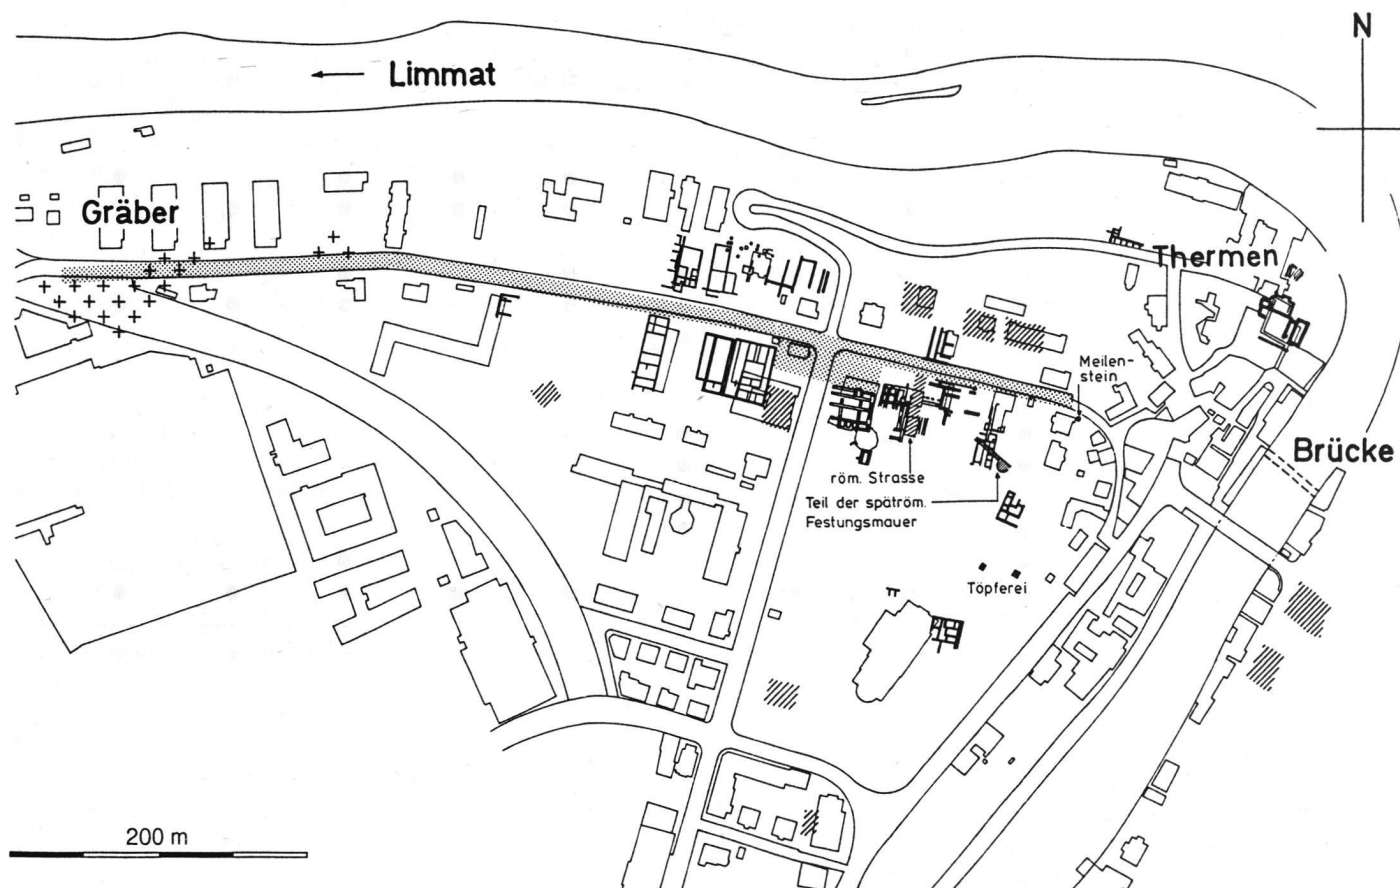 N
Limmat
Gräber
Thermen
Meilen-
stein
Brücke
röm. Strasse
Teil der spätröm.
Festungsmauer
Töpferei
200 m